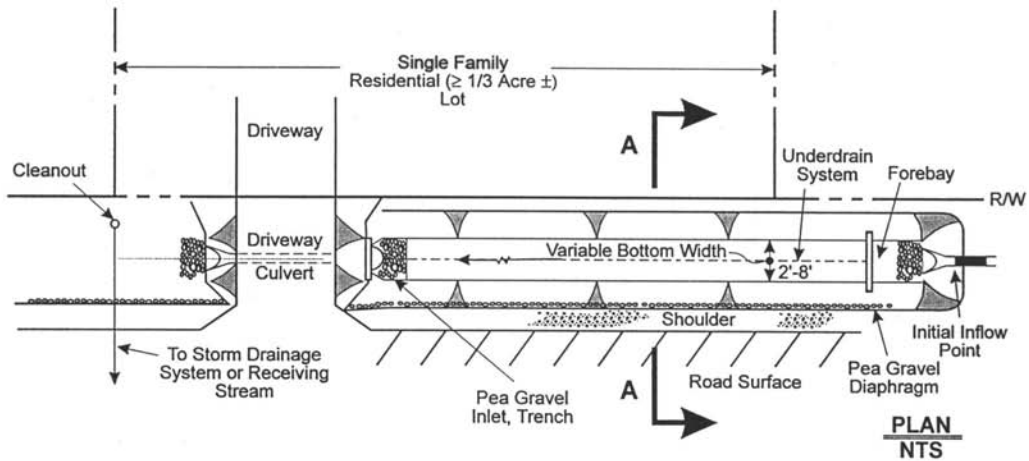 Single Family
Residential (≥ 1/3 Acre ±)
Lot
Driveway
A
Cleanout
Underdrain
System
Forebay
R/W
Driveway
Culvert
Variable Bottom Width
2'-8'
Shoulder
Initial Inflow
Point
To Storm Drainage
System or Receiving
Stream
Pea Gravel
Inlet, Trench
A
Road Surface
Pea Gravel
Diaphragm
PLAN
NTS